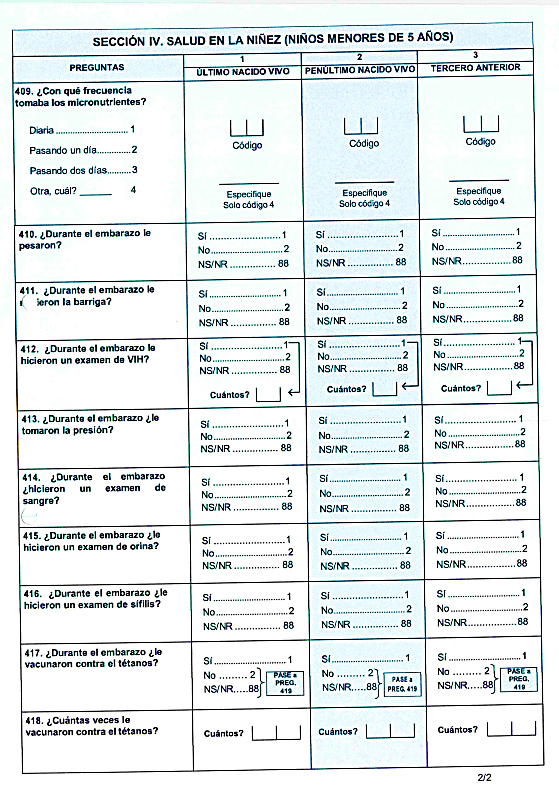 SECCIÓN IV. SALUD EN LA NIÑEZ (NIÑOS MENORES DE 5 AÑOS)
PREGUNTAS
1
ÚLTIMO NACIDO VIVO
2
PENÚLTIMO NACIDO VIVO
3
TERCERO ANTERIOR
409. ¿Con qué frecuencia
tomaba los micronutrientes?
Diaria ............................ 1
Pasando un día.............2
Pasando dos días.........3
Otra, cuál? ______ 4
Código
Especifique
Solo código 4
Código
Especifique
Solo código 4
Código
Especifique
Solo código 4
410. ¿Durante el embarazo le
pesaron?
Sí ..........................1
No..........................2
NS/NR ................ 88
Sí ..........................1
No..........................2
NS/NR ................ 88
Sí ..........................1
No..........................2
NS/NR ................ 88
411. ¿Durante el embarazo le
ieron la barriga?
Sí ..........................1
No..........................2
NS/NR ................ 88
Sí ..........................1
No..........................2
NS/NR ................ 88
Sí ..........................1
No..........................2
NS/NR ................ 88
412. ¿Durante el embarazo le
hicieron un examen de VIH?
Sí ..........................1
No..........................2
NS/NR ................ 88
Cuántos?
Sí ..........................1
No..........................2
NS/NR ................ 88
Cuántos?
Sí ..........................1
No..........................2
NS/NR ................ 88
Cuántos?
413. ¿Durante el embarazo ¿le
tomaron la presión?
Sí ..........................1
No..........................2
NS/NR ................ 88
Sí ..........................1
No..........................2
NS/NR ................ 88
Sí ..........................1
No..........................2
NS/NR ................ 88
414. ¿Durante el embarazo
¿hicieron un examen de
sangre?
Sí ..........................1
No..........................2
NS/NR ................ 88
Sí ..........................1
No..........................2
NS/NR ................ 88
Sí ..........................1
No..........................2
NS/NR ................ 88
415. ¿Durante el embarazo ¿le
hicieron un examen de orina?
Sí ..........................1
No..........................2
NS/NR ................ 88
Sí ..........................1
No..........................2
NS/NR ................ 88
Sí ..........................1
No..........................2
NS/NR ................ 88
416. ¿Durante el embarazo ¿le
hicieron un examen de sífilis?
Sí ..........................1
No..........................2
NS/NR ................ 88
Sí ..........................1
No..........................2
NS/NR ................ 88
Sí ..........................1
No..........................2
NS/NR ................ 88
417. ¿Durante el embarazo ¿le
vacunaron contra el tétanos?
Sí ..........................1
No ......... 2
NS/NR.....88
PASE a
PREG.
419
Sí ..........................1
No ......... 2
NS/NR.....88
PASE a
PREG. 419
Sí ..........................1
No ......... 2
NS/NR.....88
PASE a
PREG.
419
418. ¿Cuántas veces le
vacunaron contra el tétanos?
Cuántos?
Cuántos?
Cuántos?
2/2